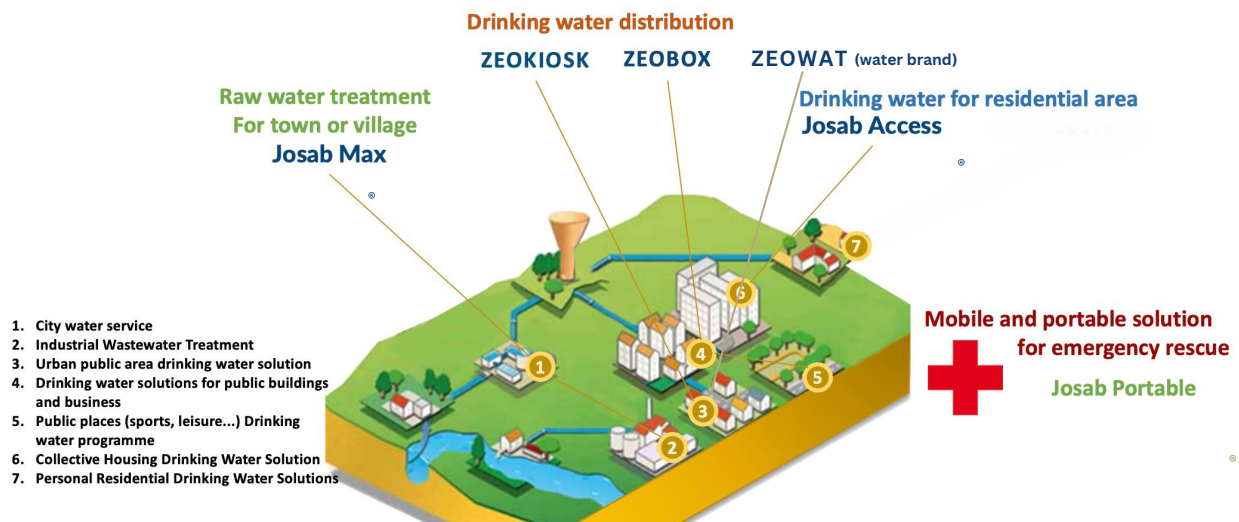 Drinking water distribution
ZEOKIOSK ZEOBOX ZEOWAT (water brand)
Raw water treatment
For town or village
Josab Max
®
Drinking water for residential area
Josab Access
®
7
6
4
1
5
3
2
1. City water service
2. Industrial Wastewater Treatment
3. Urban public area drinking water solution
4. Drinking water solutions for public buildings
and business
5. Public places (sports, leisure...) Drinking
water programme
6. Collective Housing Drinking Water Solution
7. Personal Residential Drinking Water Solutions
Mobile and portable solution
for emergency rescue
Josab Portable
®